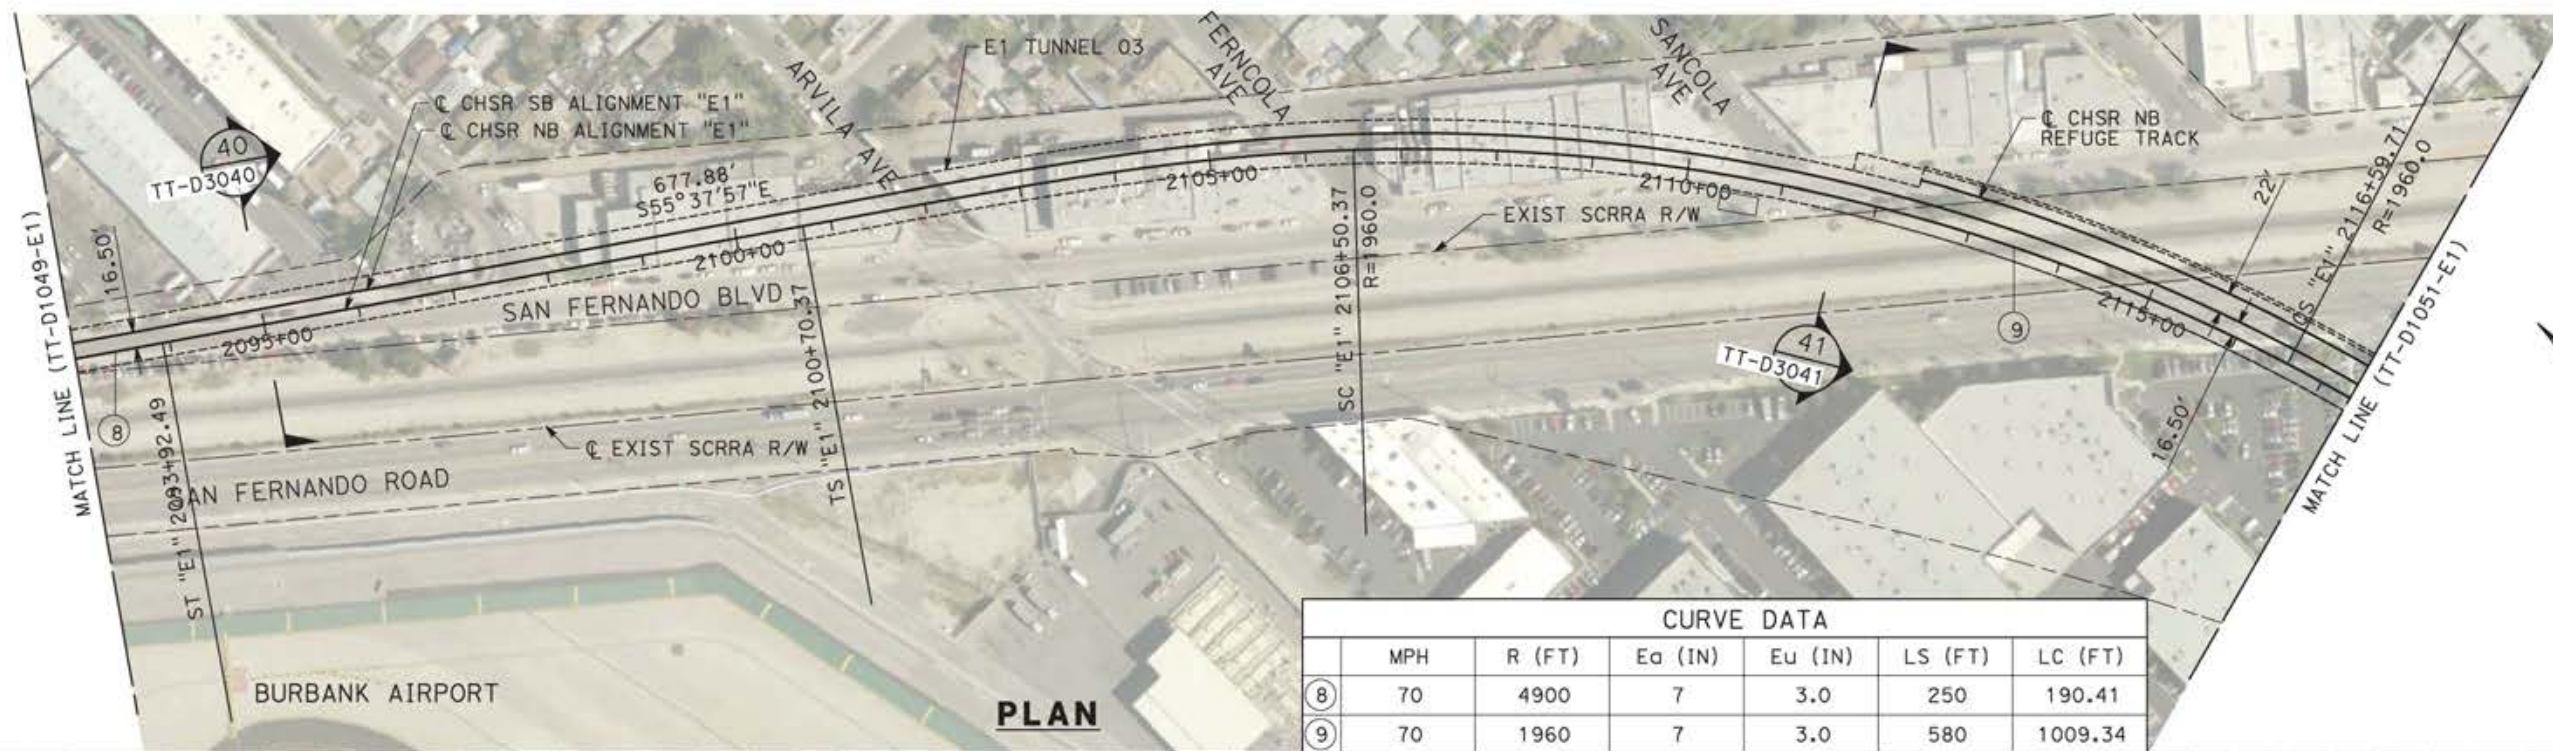 E1 TUNNEL 03
FERNCOLA
AVE
SANCOLA
AVE
ARVILA AVE
℄ CHSR SB ALIGNMENT "E1"
℄ CHSR NB ALIGNMENT "E1"
40
TT-D3040
℄ CHSR NB
REFUGE TRACK
677.88'
S55°37'57"E
2105+00
2110+00
EXIST SCRRA R/W
22'
CS "E1" 2116+59.71
R=1960.0
MATCH LINE (TT-D1049-E1)
16.50'
2095+00
2100+00
SAN FERNANDO BLVD
TS "E1" 2100+70.37
SC "E1" 2106+50.37
R=1960.0
9
2115+00
41
TT-D3041
8
ST "E1" 2093+92.49
℄ EXIST SCRRA R/W
SAN FERNANDO ROAD
16.50'
MATCH LINE (TT-D1051-E1)
BURBANK AIRPORT
PLAN
CURVE DATA
MPH R (FT) Ea (IN) Eu (IN) LS (FT) LC (FT)
8 70 4900 7 3.0 250 190.41
9 70 1960 7 3.0 580 1009.34